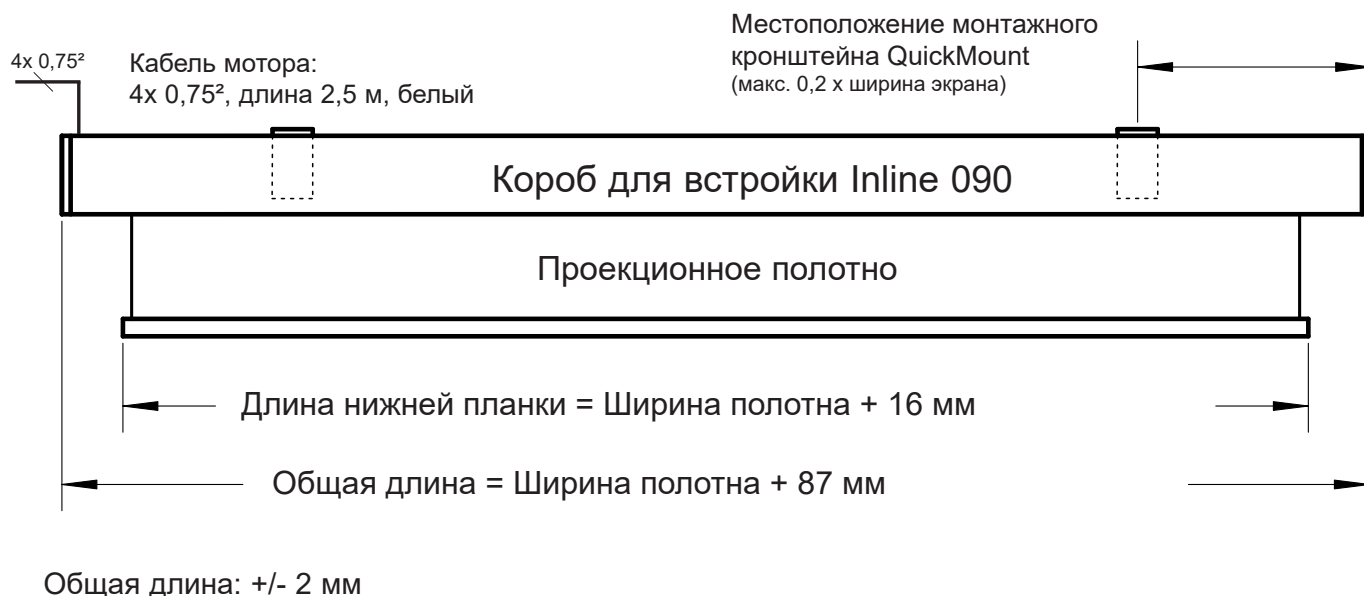 4x 0,75²
Кабель мотора:
4x 0,75², длина 2,5 м, белый
Местоположение монтажного
кронштейна QuickMount
(макс. 0,2 x ширина экрана)
Короб для встройки Inline 090
Проекционное полотно
Длина нижней планки = Ширина полотна + 16 мм
Общая длина = Ширина полотна + 87 мм
Общая длина: +/- 2 мм